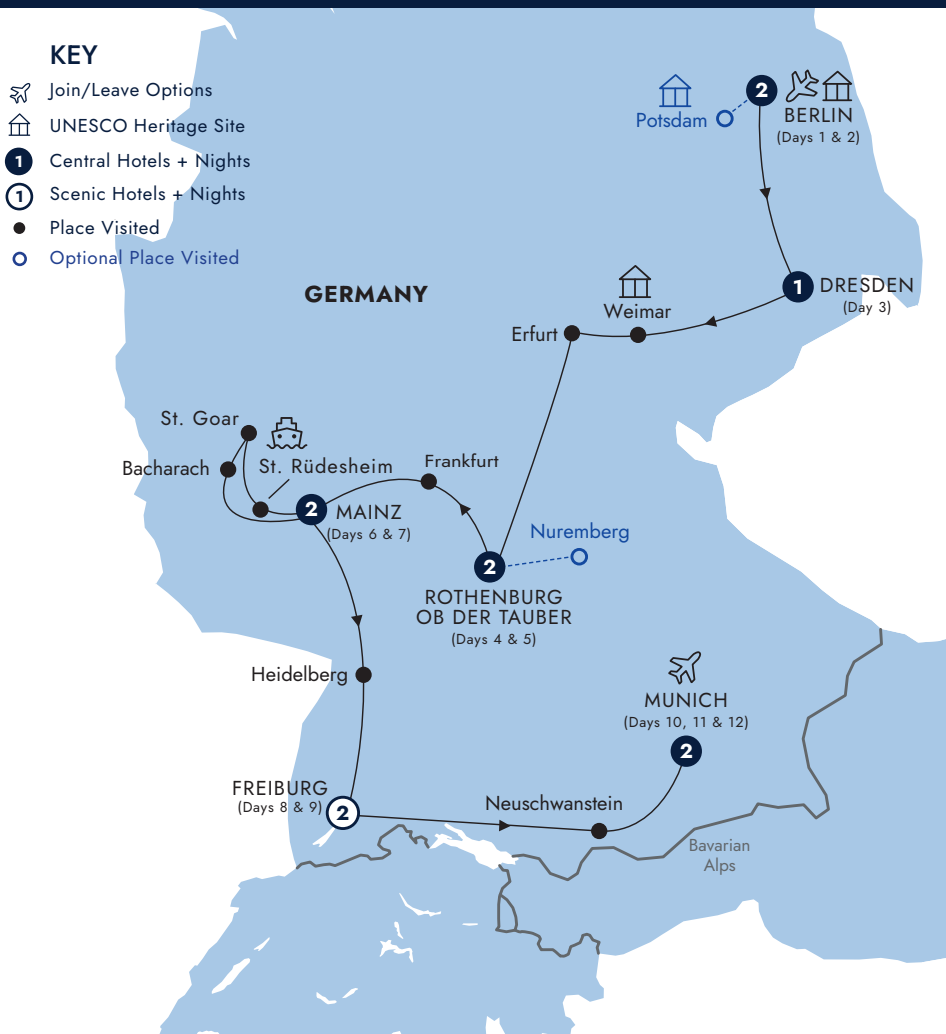 KEY
Join/Leave Options
UNESCO Heritage Site
1 Central Hotels + Nights
1 Scenic Hotels + Nights
Place Visited
Optional Place Visited
2
BERLIN
(Days 1 & 2)
Potsdam
1 DRESDEN
(Day 3)
GERMANY
Weimar
Erfurt
St. Goar
Bacharach
St. Rüdesheim
Frankfurt
2 MAINZ
(Days 6 & 7)
Nuremberg
2
ROTHENBURG
OB DER TAUBER
(Days 4 & 5)
Heidelberg
MUNICH
(Days 10, 11 & 12)
2
FREIBURG
(Days 8 & 9)
2
Neuschwanstein
Bavarian
Alps